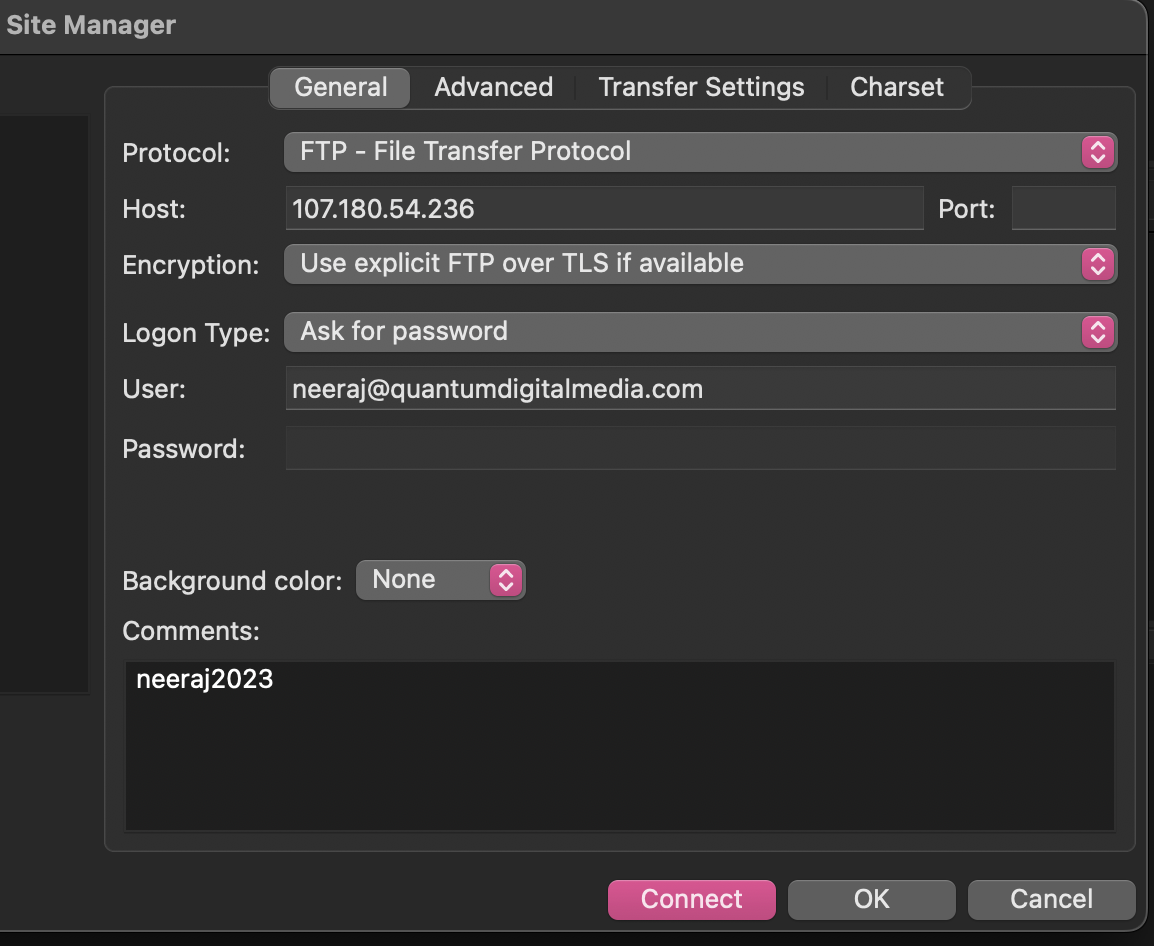 Site Manager
General Advanced Transfer Settings Charset
Protocol: FTP - File Transfer Protocol
Host: 107.180.54.236 Port:
Encryption: Use explicit FTP over TLS if available
Logon Type: Ask for password
User: neeraj@quantumdigitalmedia.com
Password:
Background color: None
Comments:
neeraj2023
Connect OK Cancel